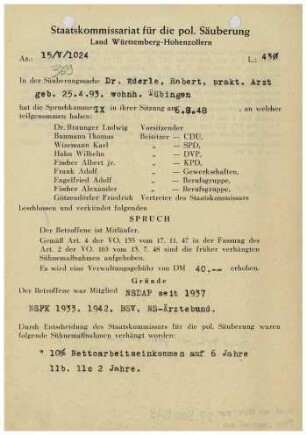 Staatskommissariat für die pol. Säuberung
Land Württemberg-Hohenzollern
Az.: 15/V/1024
L.: 430
369
In der Säuberungssache Dr. Ederle, Robert, prakt. Arzt
geb. 25.4.93. wohnh. Tübingen
hat die Spruchkammer IX in ihrer Sitzung am 6.8.48 , an welcher
teilgenommen haben:
Dr. Braunger Ludwig Vorsitzender
Baumann Thomas Beisitzer — CDU,
Wizemann Karl „ — SPD,
Hahn Wilhelm „ — DVP,
Fischer Albert jr. „ — KPD,
Frank Adolf „ — Gewerkschaften,
Engelfried Adolf „ — Berufsgruppe,
Fischer Alexander „ — Berufsgruppe,
Götzendörfer Friedrich Vertreter des Staatskommissars
beschlossen und verkündet folgenden
SPRUCH
Der Betroffene ist Mitläufer.
Gemäß Art. 4 der VO. 133 vom 17. 11. 47 in der Fassung des
Art. 2 der VO. 165 vom 13. 7. 48 sind die früher verhängten
Sühnemaßnahmen aufgehoben.
Es wird eine Verwaltungsgebühr von DM 40.-- erhoben.
Gründe
Der Betroffene war Mitglied NSDAP seit 1937
NSFK 1933. 1942. NSV. NS-Ärztebund.
Durch Entscheidung des Staatskommissars für die pol. Säuberung waren
folgende Sühnemaßnahmen verhängt worden:
" 10% Nettoarbeitseinkommen auf 6 Jahre
11b. 11c 2 Jahre.